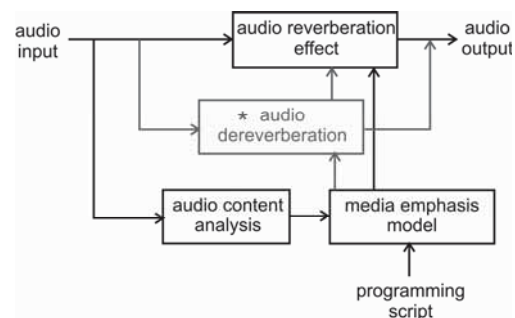 audio
input
audio reverberation
effect
audio
output
* audio
dereverberation
audio content
analysis
media emphasis
model
programming
script